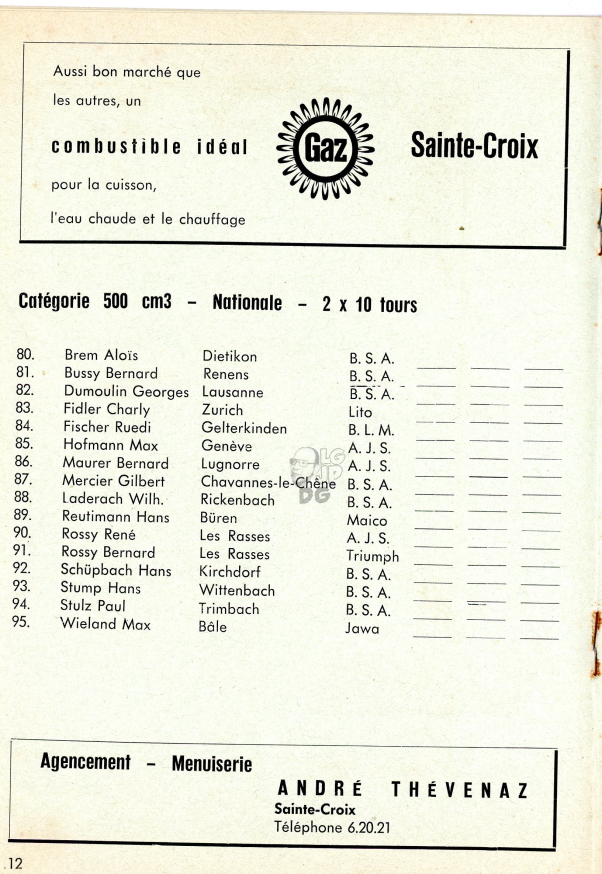 Aussi bon marché que
les autres, un
combustible idéal
pour la cuisson,
l'eau chaude et le chauffage
Gaz
Sainte-Croix
Catégorie 500 cm3 – Nationale – 2 x 10 tours
80. Brem Aloïs Dietikon B. S. A.
81. Bussy Bernard Renens B. S. A.
82. Dumoulin Georges Lausanne B. S. A.
83. Fidler Charly Zurich Lito
84. Fischer Ruedi Gelterkinden B. L. M.
85. Hofmann Max Genève A. J. S.
86. Maurer Bernard Lugnorre A. J. S.
87. Mercier Gilbert Chavannes-le-Chêne B. S. A.
88. Laderach Wilh. Rickenbach B. S. A.
89. Reutimann Hans Büren Maico
90. Rossy René Les Rasses A. J. S.
91. Rossy Bernard Les Rasses Triumph
92. Schüpbach Hans Kirchdorf B. S. A.
93. Stump Hans Wittenbach B. S. A.
94. Stulz Paul Trimbach B. S. A.
95. Wieland Max Bâle Jawa
Agencement – Menuiserie
ANDRÉ THÉVENAZ
Sainte-Croix
Téléphone 6.20.21
12